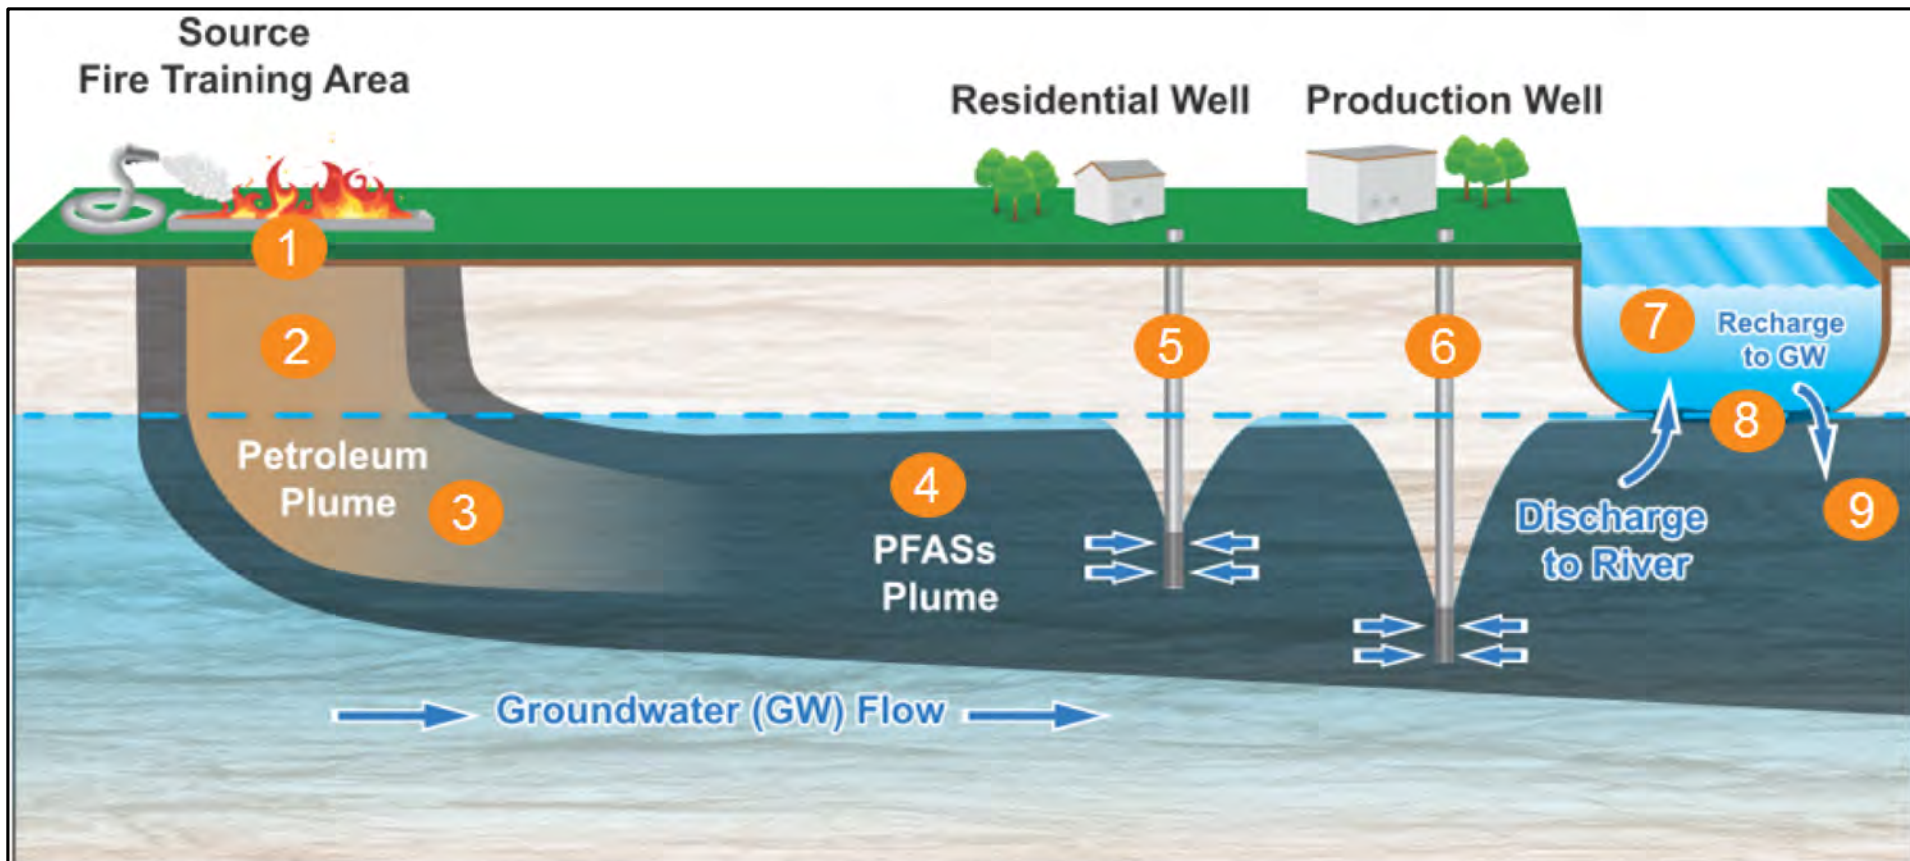 Source
Fire Training Area
Residential Well
Production Well
1
2
3
4
5
6
7
8
9
Recharge
to GW
Petroleum
Plume
PFASs
Plume
Discharge
to River
Groundwater (GW) Flow